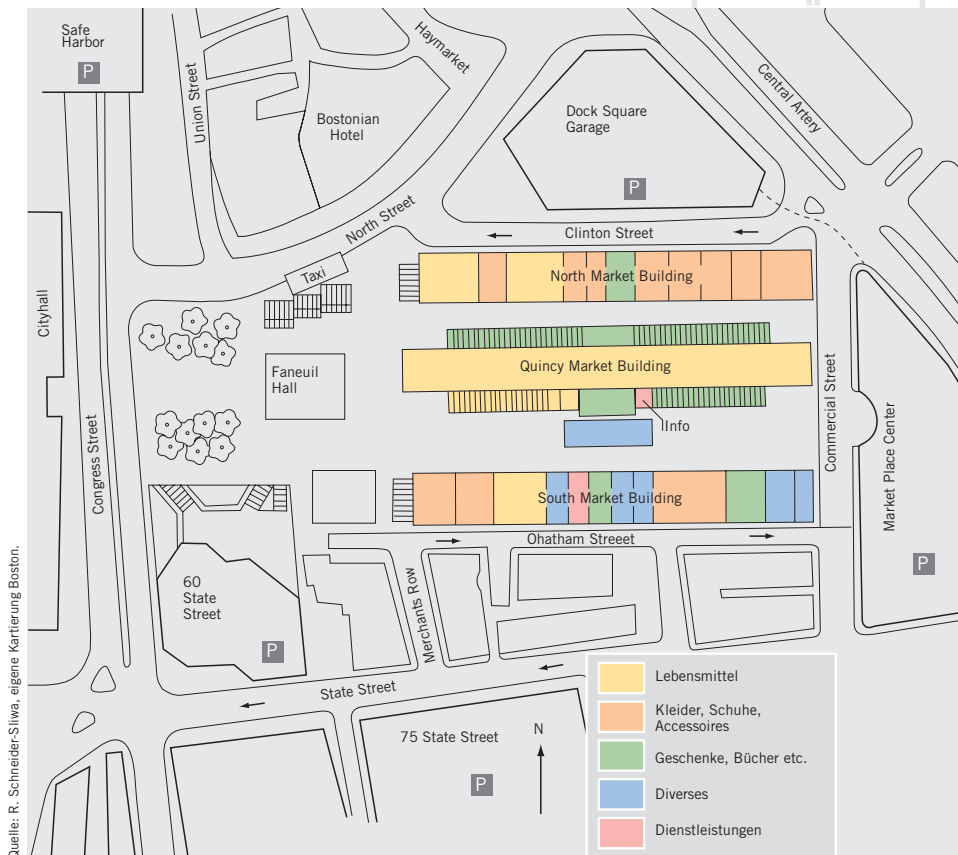 Safe
Harbor
P
Union Street
Haymarket
Bostonian
Hotel
Dock Square
Garage
P
Central Artery
North Street
Clinton Street
Taxi
North Market Building
Cityhall
Faneuil
Hall
Quincy Market Building
Info
Commercial Street
Market Place Center
P
Congress Street
South Market Building
Ohatham Streeet
60
State
Street
P
Merchants Row
State Street
75 State Street
P
N
Lebensmittel
Kleider, Schuhe,
Accessoires
Geschenke, Bücher etc.
Diverses
Dienstleistungen
Quelle: R. Schneider-Sliwa, eigene Kartierung Boston.